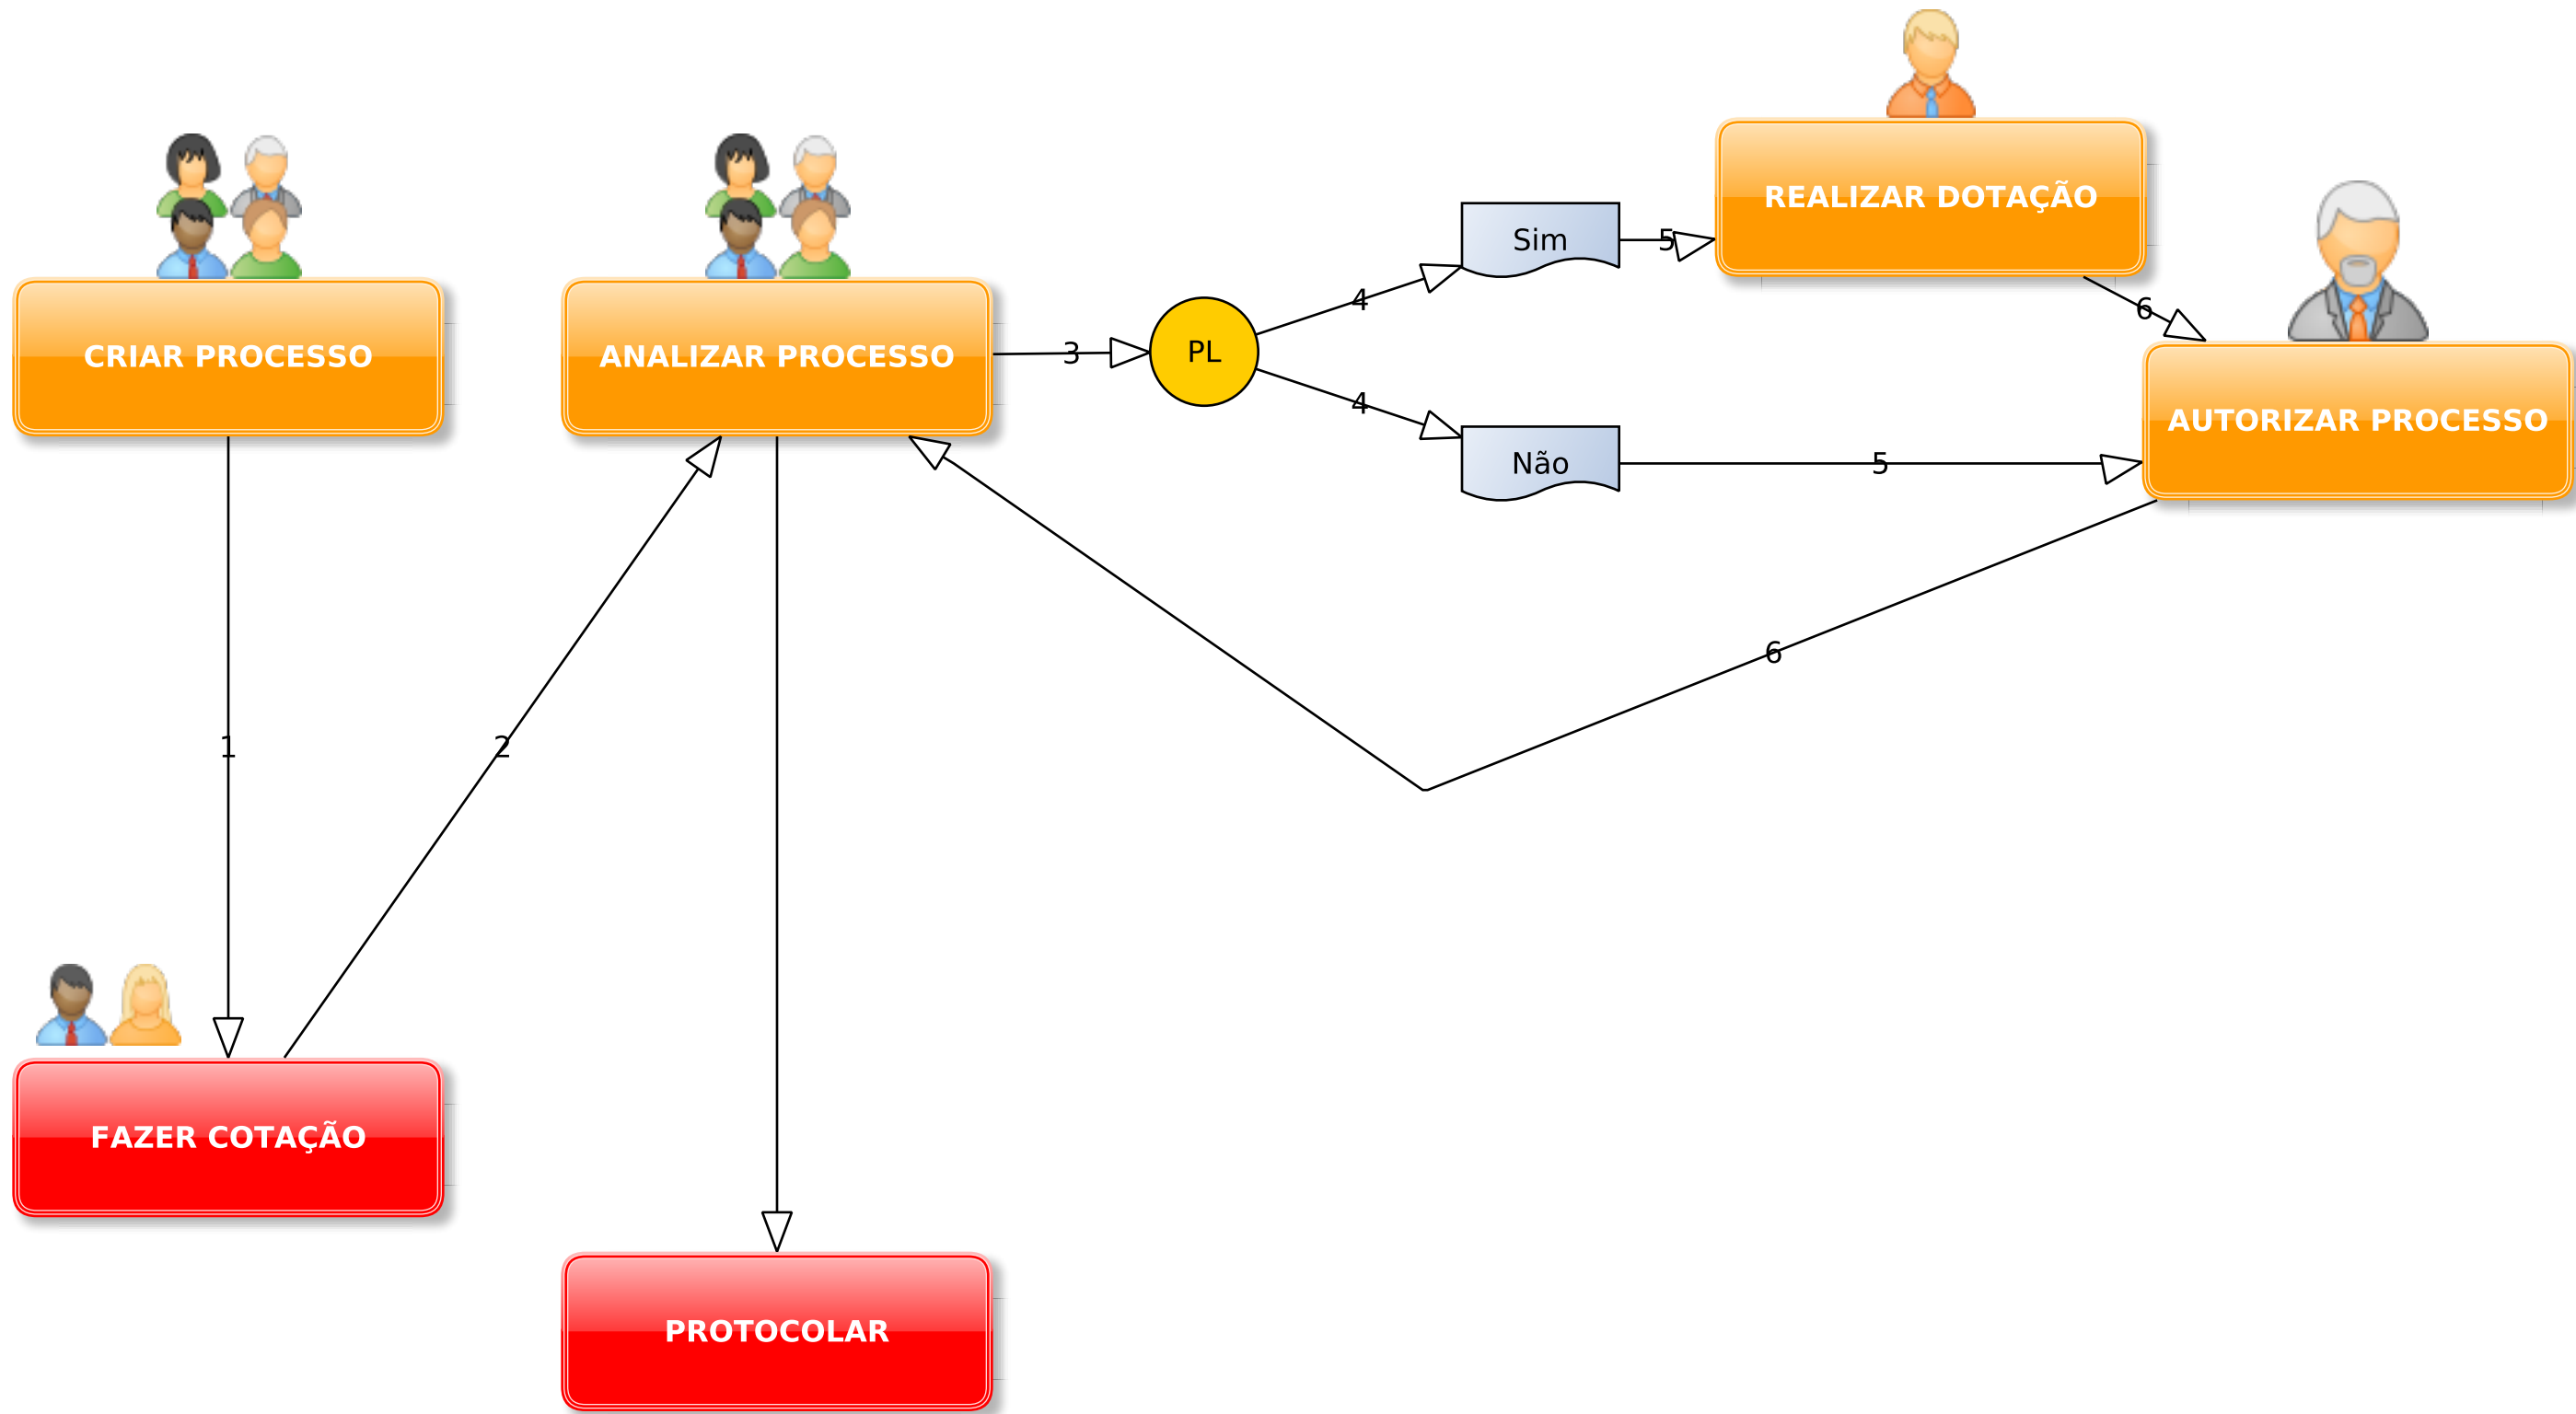 REALIZAR DOTAÇÃO
Sim
5
4
6
CRIAR PROCESSO
ANALIZAR PROCESSO
3
PL
4
Não
5
AUTORIZAR PROCESSO
6
1
2
FAZER COTAÇÃO
PROTOCOLAR